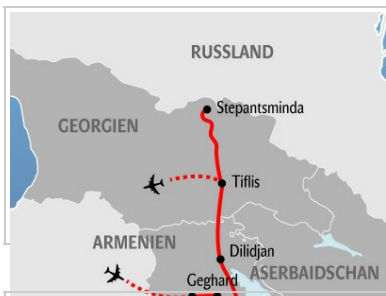 RUSSLAND
Stepantsminda
GEORGIEN
Tiflis
ARMENIEN
Dilidjan
Geghard
ASERBAIDSCHAN